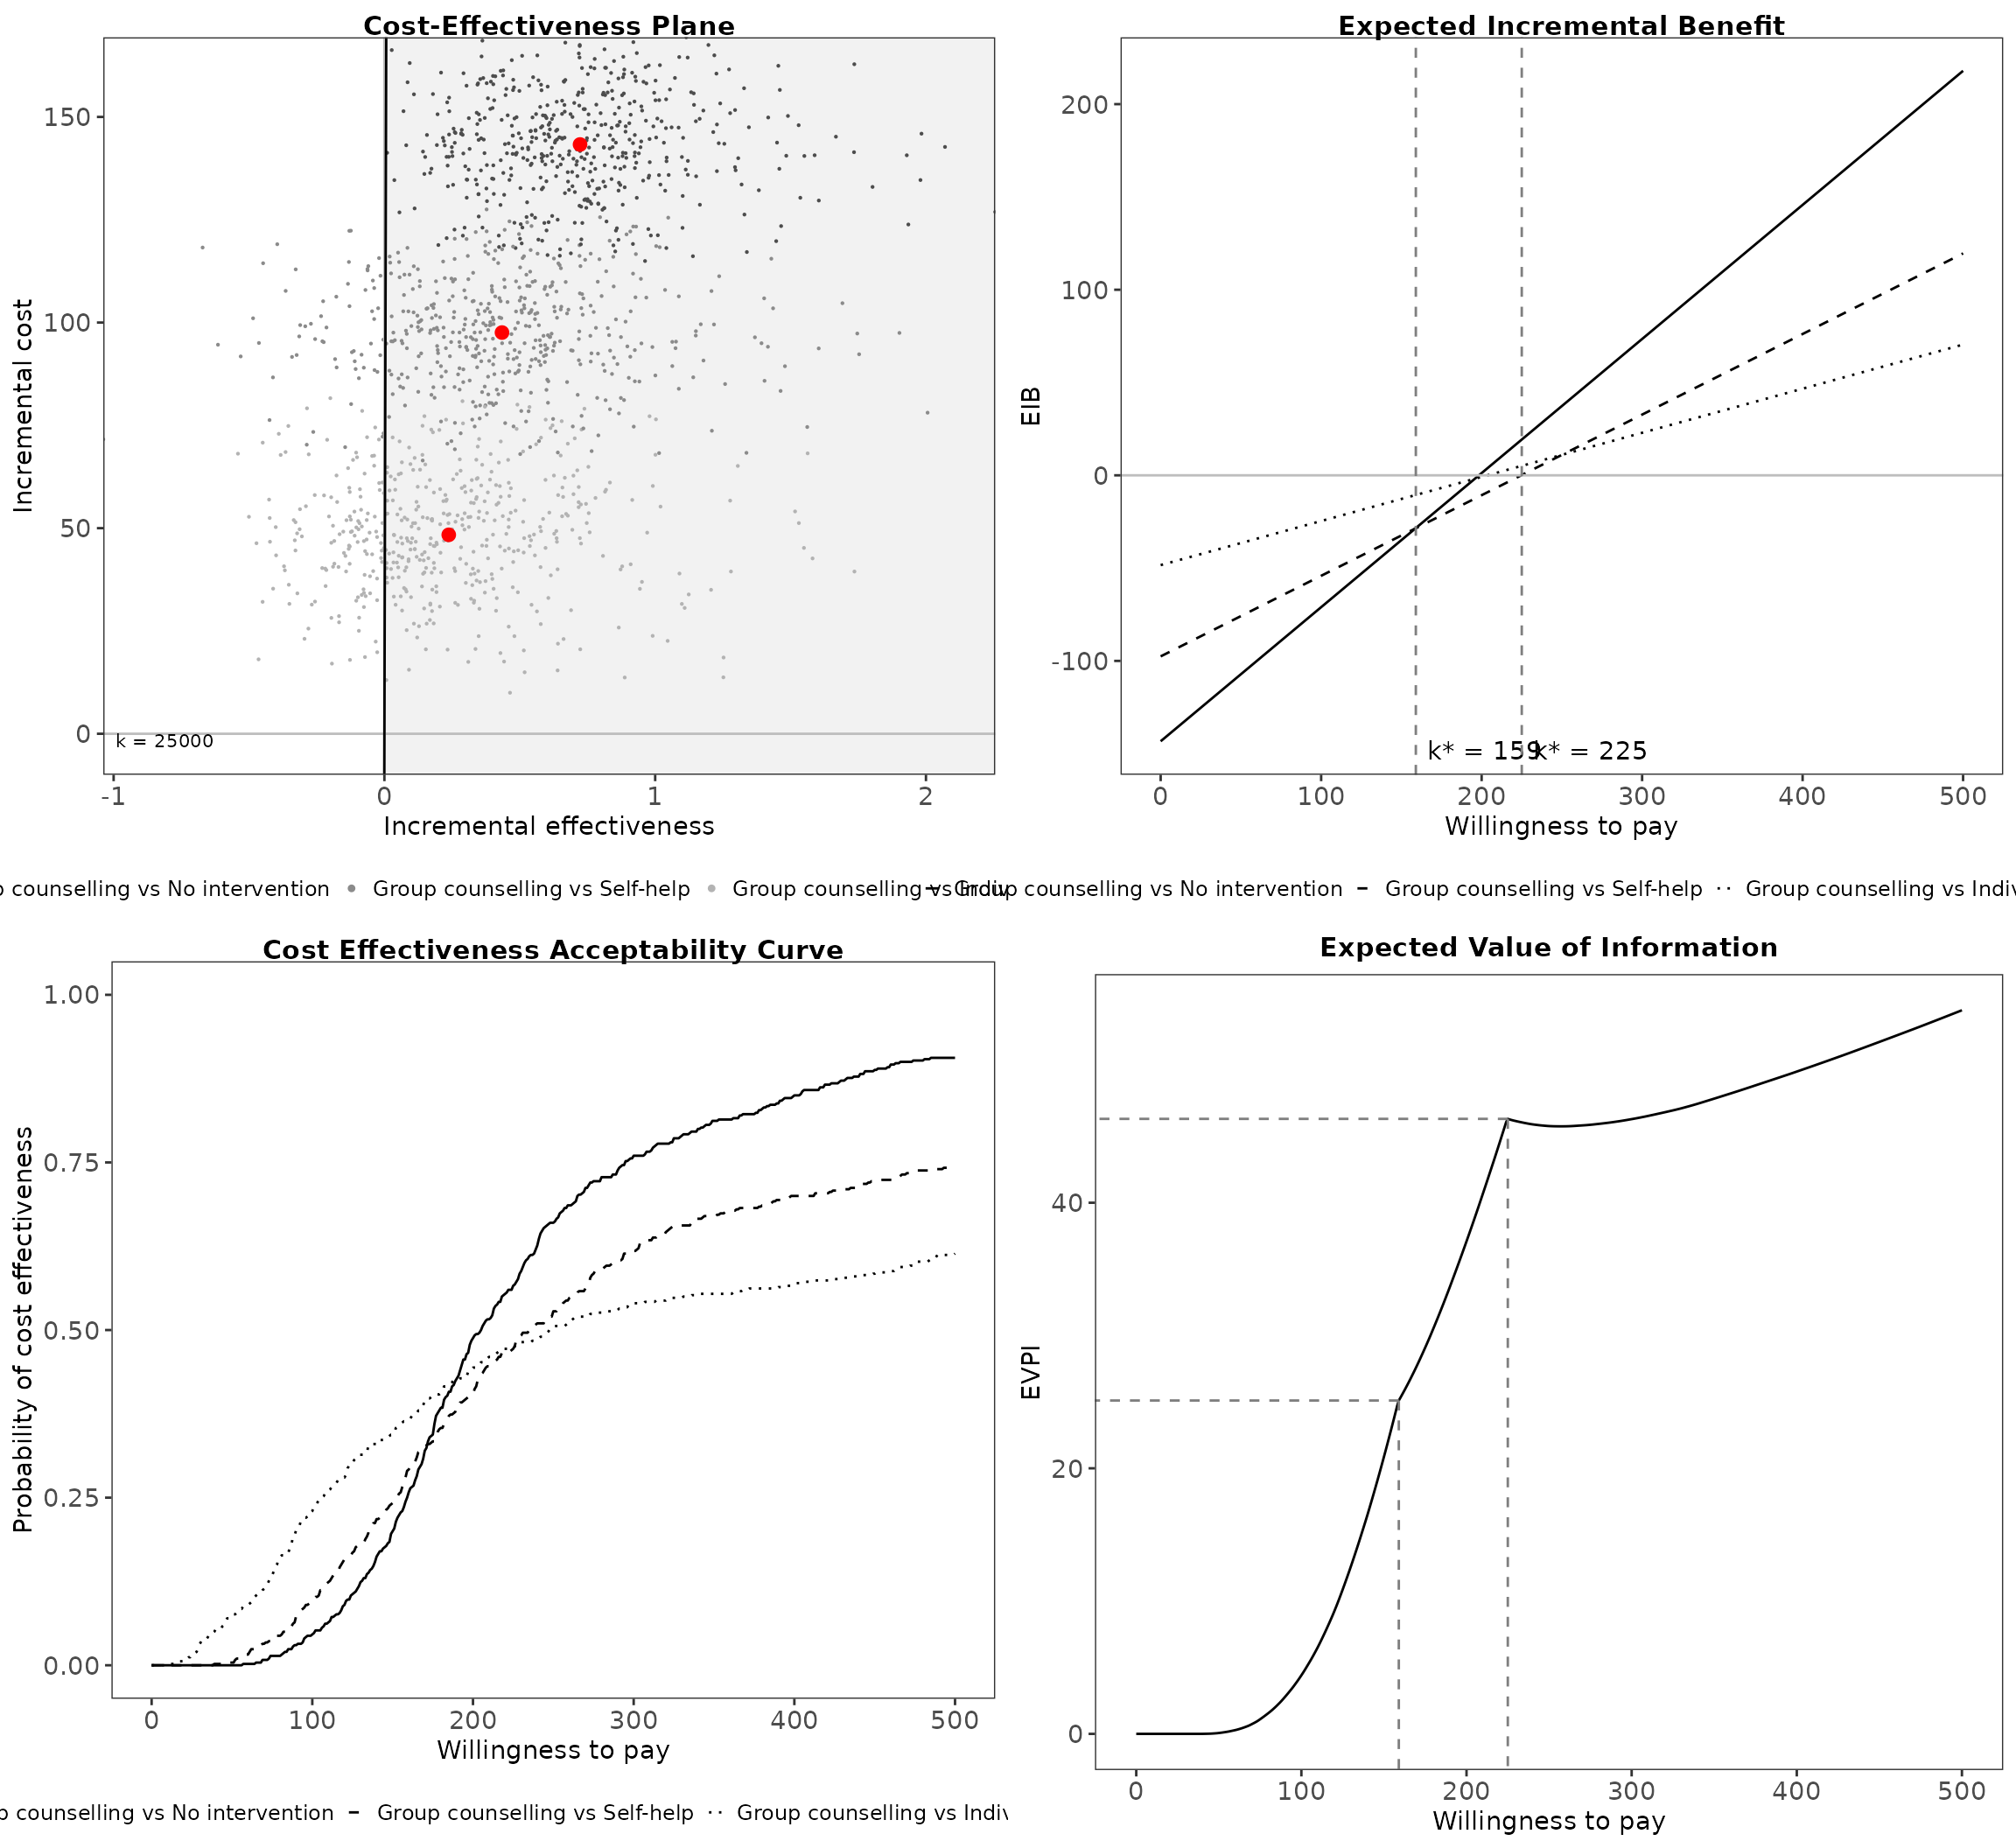 Cost-Effectiveness Plane
150
100
50
0
Incremental cost
k = 25000
-1 0 1 2
Incremental effectiveness
counselling vs No intervention Group counselling vs Self-help Group counselling vs
Expected Incremental Benefit
200
100
0
-100
EIB
k* = 159 k* = 225
0 100 200 300 400 500
Willingness to pay
counselling vs No intervention Group counselling vs Self-help Group counselling vs Indiv
Cost Effectiveness Acceptability Curve
1.00
0.75
0.50
0.25
0.00
Probability of cost effectiveness
0 100 200 300 400 500
Willingness to pay
counselling vs No intervention Group counselling vs Self-help Group counselling vs Indiv
Expected Value of Information
40
20
0
EVPI
0 100 200 300 400 500
Willingness to pay